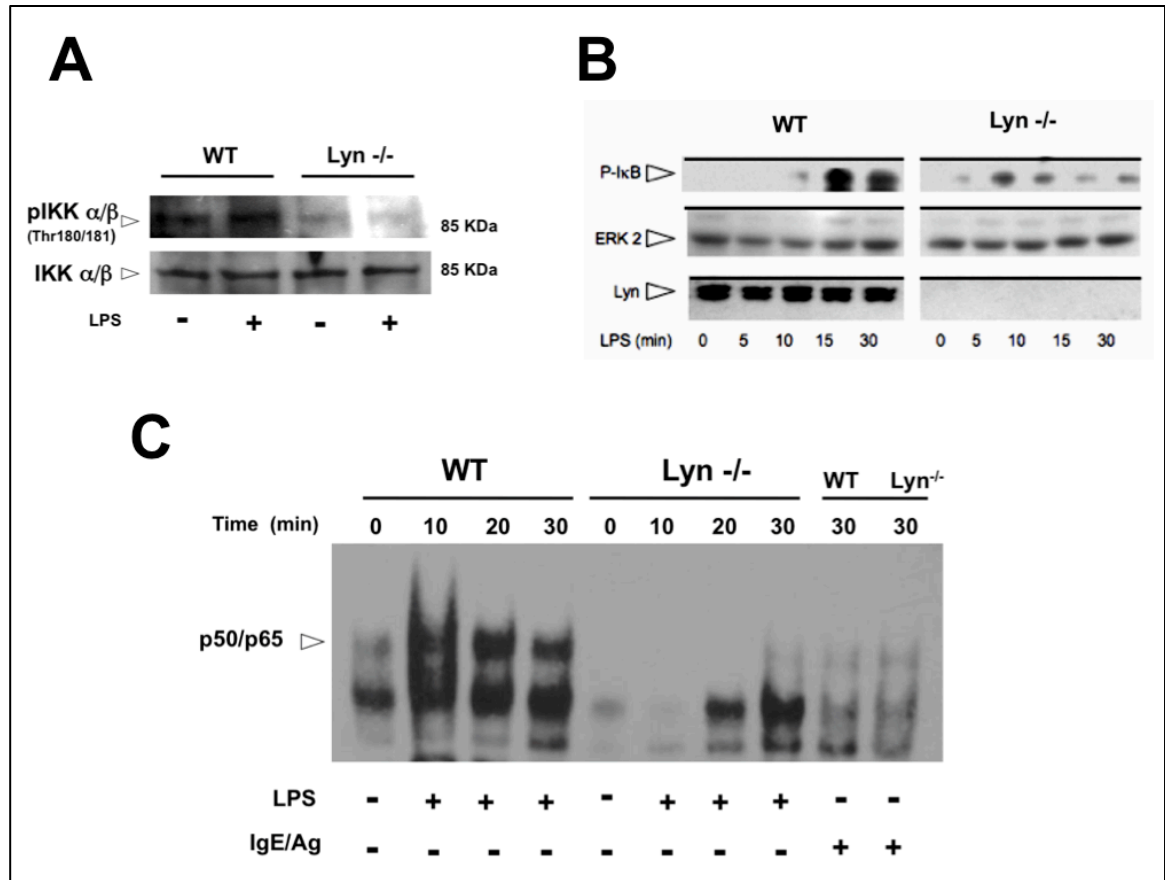 A
WT Lyn -/-
pIKK α/β
(Thr180/181)
85 KDa
IKK α/β
85 KDa
LPS - + - +
B
WT Lyn -/-
P-IκB
ERK 2
Lyn
LPS (min) 0 5 10 15 30 0 5 10 15 30
C
WT Lyn -/- WT Lyn-/-
Time (min) 0 10 20 30 0 10 20 30 30 30
p50/p65
LPS - + + + - + + + - -
IgE/Ag - - - - - - - - + +